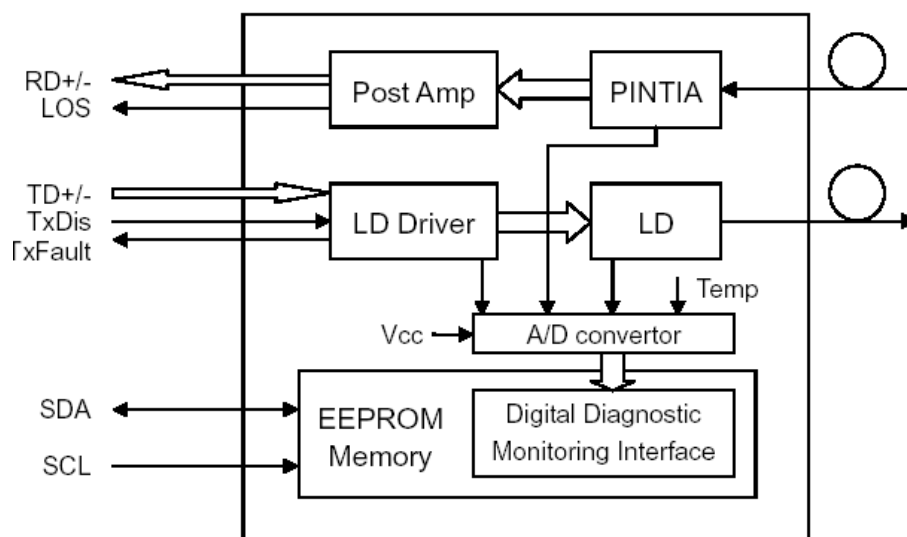 RD+/-
LOS
Post Amp
PINTIA
TD+/-
TxDis
TxFault
LD Driver
LD
Temp
Vcc
A/D convertor
SDA
SCL
EEPROM
Memory
Digital Diagnostic
Monitoring Interface